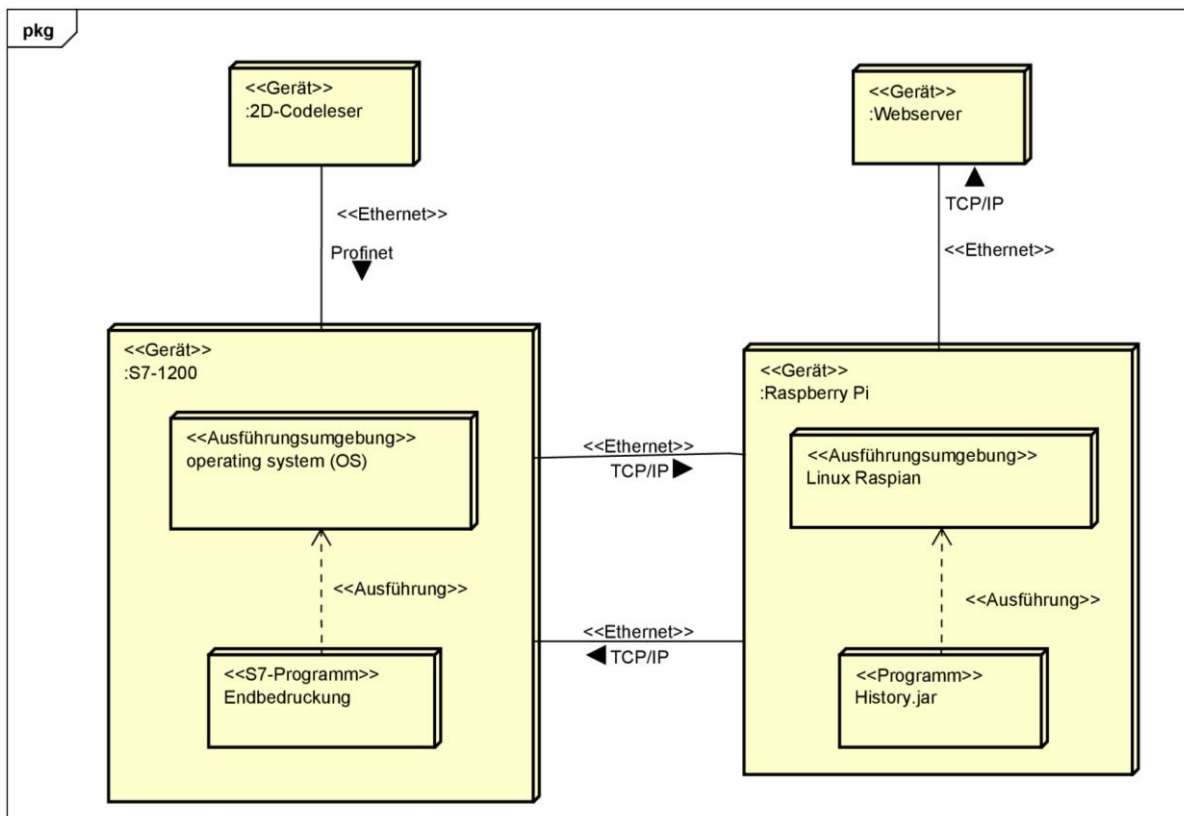 pkg
<<Gerät>>
:2D-Codeleser
<<Gerät>>
:Webserver
<<Ethernet>>
Profinet
TCP/IP
<<Ethernet>>
<<Gerät>>
:S7-1200
<<Ausführungsumgebung>>
operating system (OS)
<<Ausführung>>
<<S7-Programm>>
Endbedruckung
<<Ethernet>>
TCP/IP
<<Ethernet>>
TCP/IP
<<Gerät>>
:Raspberry Pi
<<Ausführungsumgebung>>
Linux Raspian
<<Ausführung>>
<<Programm>>
History.jar